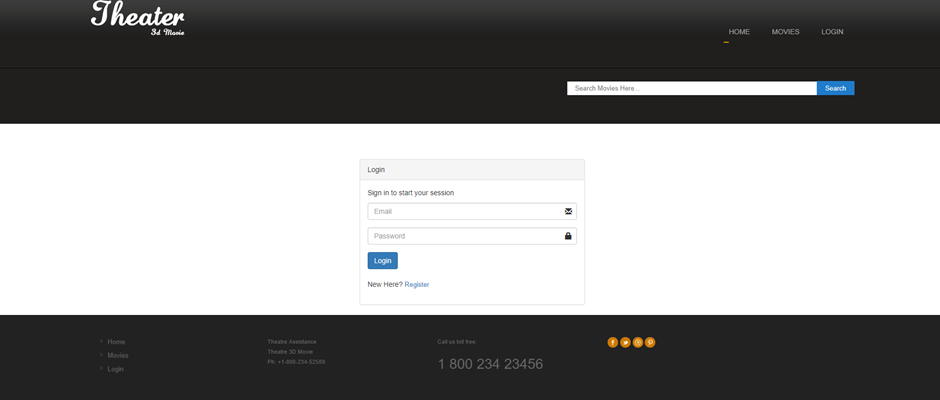 Theater
3d Movie
HOME MOVIES LOGIN
Search Movies Here...
Search
Login
Sign in to start your session
Email
Password
Login
New Here? Register
Home
Movies
Login
Theatre Assistance
Theatre 3D Movie
Ph: +1-800-234-52589
Call us toll free:
1 800 234 23456